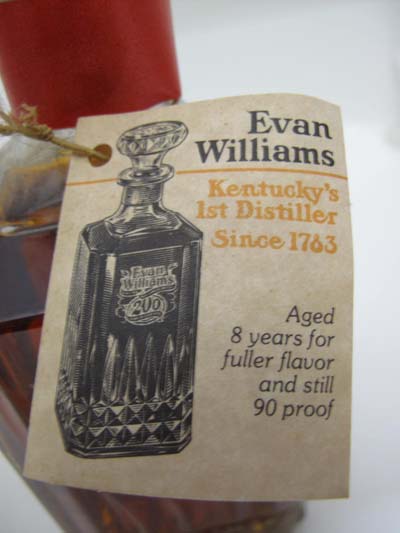 Evan
Williams
Kentucky's
1st Distiller
Since 1783
Evan
Williams
200
Aged
8 years for
fuller flavor
and still
90 proof